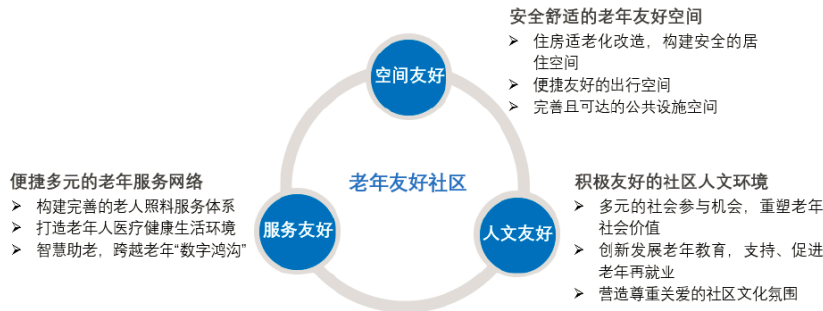 安全舒适的老年友好空间
➢ 住房适老化改造，构建安全的居
住空间
➢ 便捷友好的出行空间
➢ 完善且可达的公共设施空间
空间友好
老年友好社区
便捷多元的老年服务网络
➢ 构建完善的老人照料服务体系
➢ 打造老年人医疗健康生活环境
➢ 智慧助老，跨越老年“数字鸿沟”
服务友好
人文友好
积极友好的社区人文环境
➢ 多元的社会参与机会，重塑老年
社会价值
➢ 创新发展老年教育，支持、促进
老年再就业
➢ 营造尊重关爱的社区文化氛围